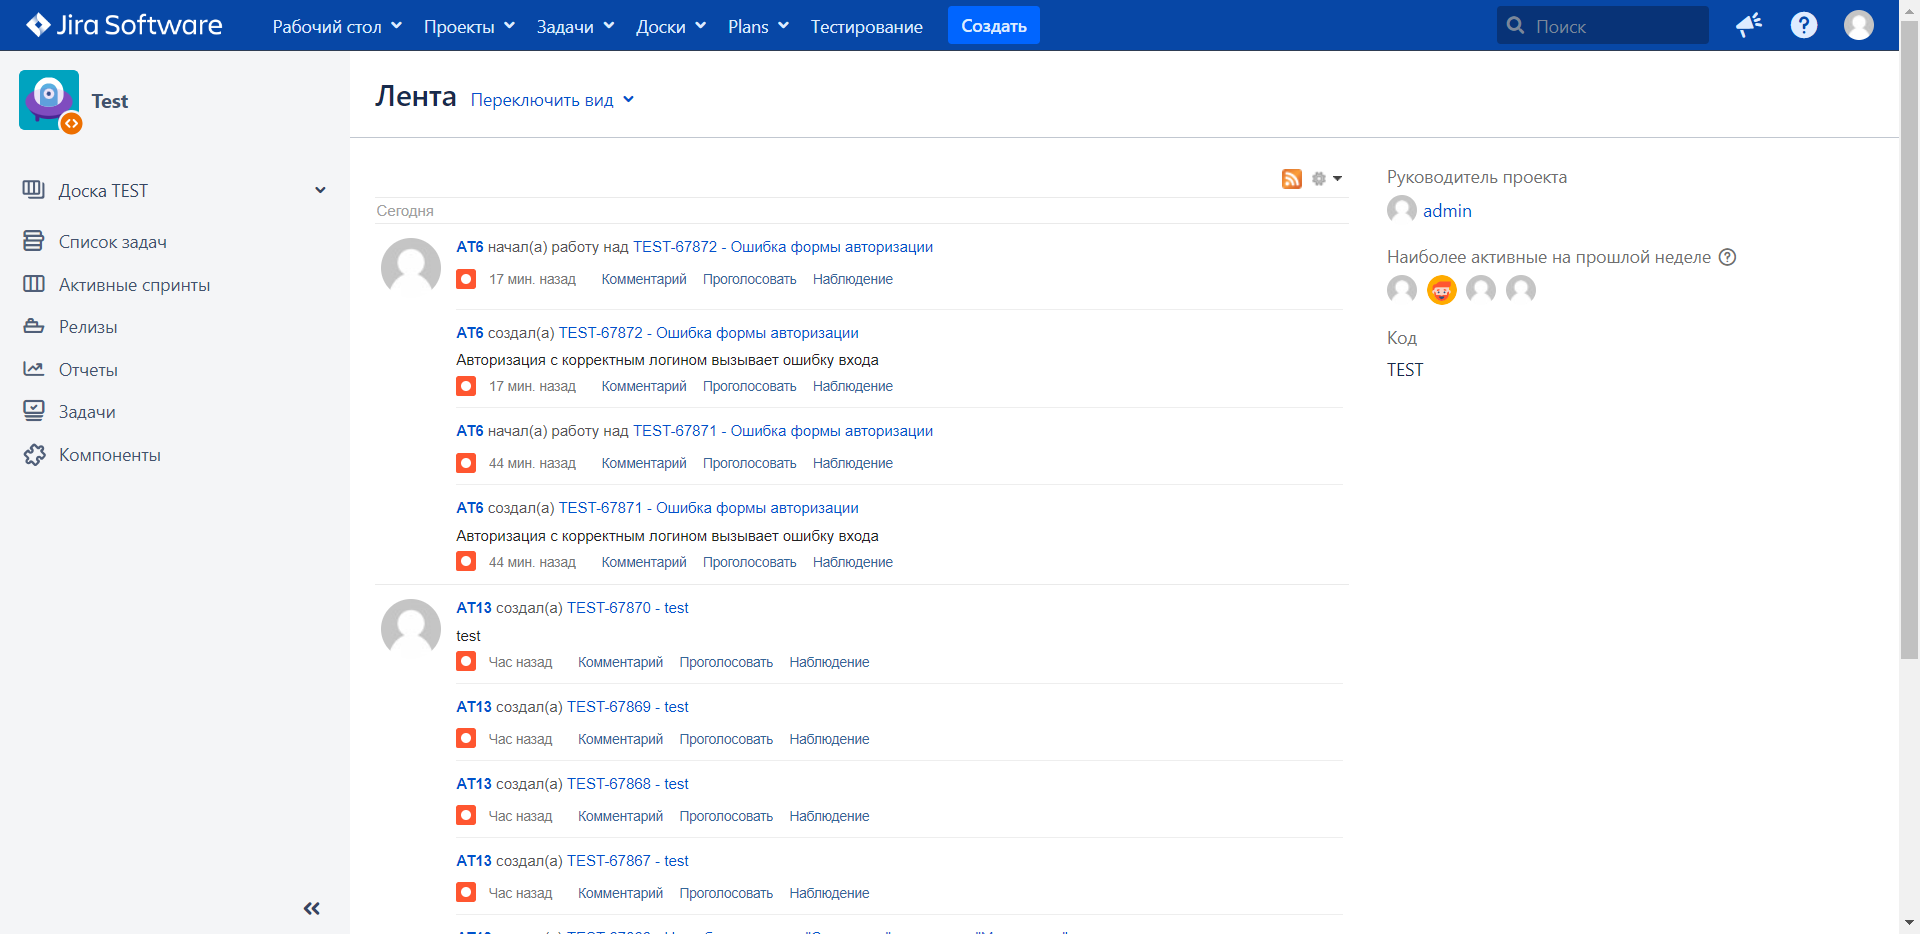 Jira Software
Рабочий стол Проекты Задачи Доски Plans Тестирование Создать Поиск
Test
Доска TEST
Список задач
Активные спринты
Релизы
Отчеты
Задачи
Компоненты
Лента Переключить вид
Сегодня
AT6 начал(а) работу над TEST-67872 - Ошибка формы авторизации
17 мин. назад Комментарий Проголосовать Наблюдение
AT6 создал(а) TEST-67872 - Ошибка формы авторизации
Авторизация с корректным логином вызывает ошибку входа
17 мин. назад Комментарий Проголосовать Наблюдение
AT6 начал(а) работу над TEST-67871 - Ошибка формы авторизации
44 мин. назад Комментарий Проголосовать Наблюдение
AT6 создал(а) TEST-67871 - Ошибка формы авторизации
Авторизация с корректным логином вызывает ошибку входа
44 мин. назад Комментарий Проголосовать Наблюдение
AT13 создал(а) TEST-67870 - test
test
Час назад Комментарий Проголосовать Наблюдение
AT13 создал(а) TEST-67869 - test
Час назад Комментарий Проголосовать Наблюдение
AT13 создал(а) TEST-67868 - test
Час назад Комментарий Проголосовать Наблюдение
AT13 создал(а) TEST-67867 - test
Час назад Комментарий Проголосовать Наблюдение
Руководитель проекта
admin
Наиболее активные на прошлой неделе
Код
TEST